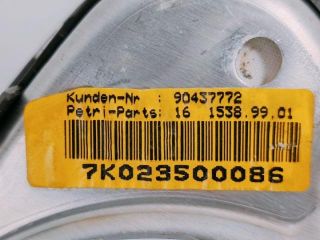 Kunden-Nr : 90437772
Petri-Parts: 16 1538.99.01
7K023500086